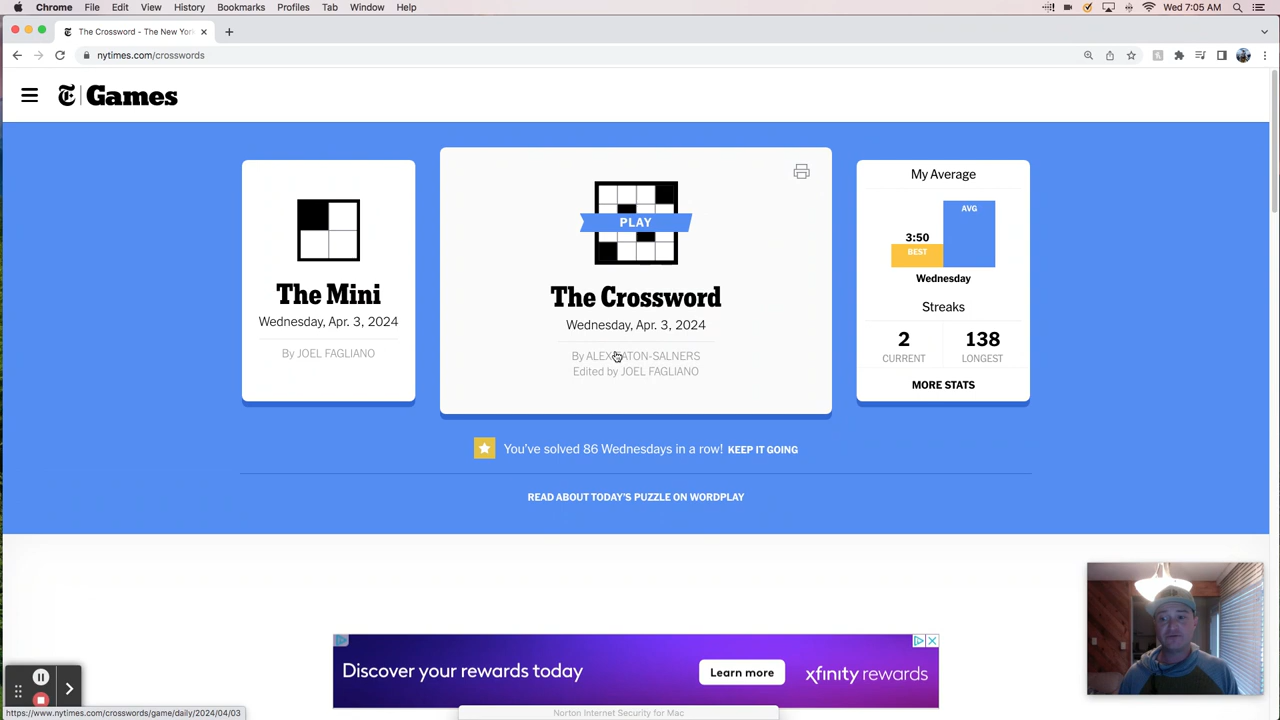 Chrome File Edit View History Bookmarks Profiles Tab Window Help
Wed 7:05 AM
The Crossword - The New York
nytimes.com/crosswords
Games
The Mini
Wednesday, Apr. 3, 2024
By JOEL FAGLIANO
PLAY
The Crossword
Wednesday, Apr. 3, 2024
By ALEX EATON-SALNERS
Edited by JOEL FAGLIANO
My Average
AVG
3:50
BEST
Wednesday
Streaks
2 138
CURRENT LONGEST
MORE STATS
You've solved 86 Wednesdays in a row! KEEP IT GOING
READ ABOUT TODAY'S PUZZLE ON WORDPLAY
Discover your rewards today
Learn more
xfinity rewards
https://www.nytimes.com/crosswords/game/daily/2024/04/03
Norton Internet Security for Mac